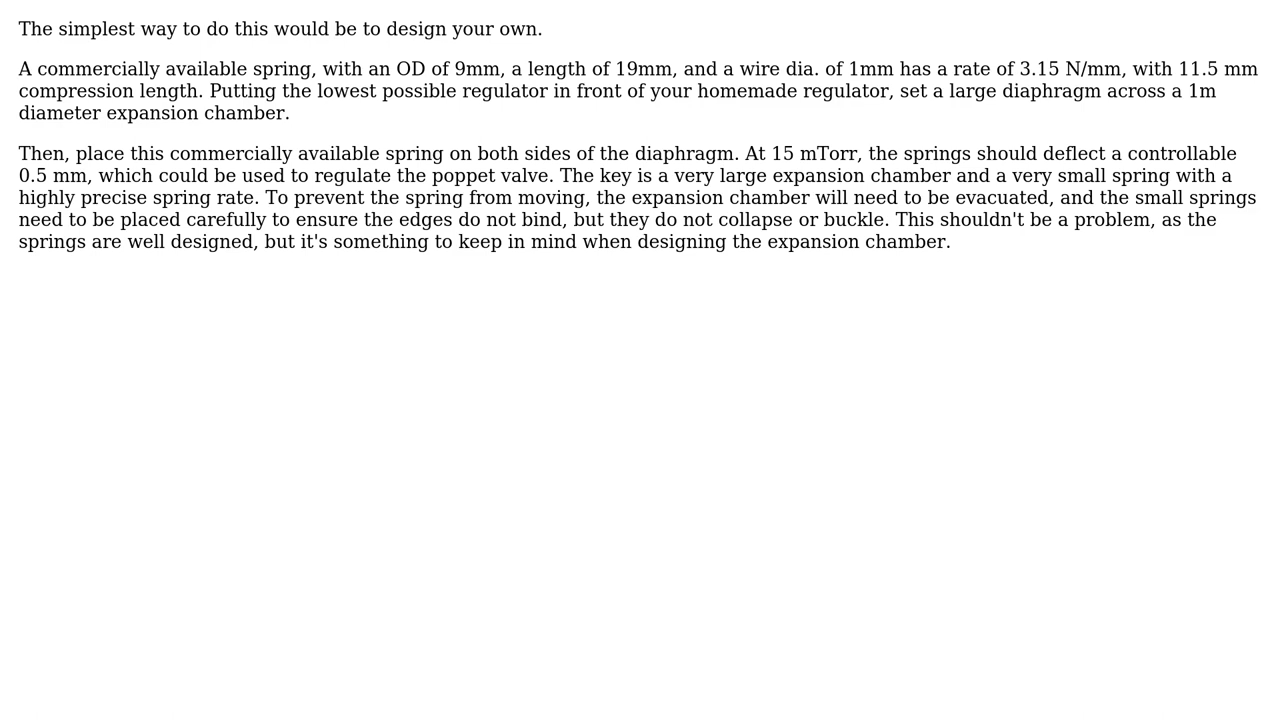 The simplest way to do this would be to design your own.
A commercially available spring, with an OD of 9mm, a length of 19mm, and a wire dia. of 1mm has a rate of 3.15 N/mm, with 11.5 mm
compression length. Putting the lowest possible regulator in front of your homemade regulator, set a large diaphragm across a 1m
diameter expansion chamber.
Then, place this commercially available spring on both sides of the diaphragm. At 15 mTorr, the springs should deflect a controllable
0.5 mm, which could be used to regulate the poppet valve. The key is a very large expansion chamber and a very small spring with a
highly precise spring rate. To prevent the spring from moving, the expansion chamber will need to be evacuated, and the small springs
need to be placed carefully to ensure the edges do not bind, but they do not collapse or buckle. This shouldn't be a problem, as the
springs are well designed, but it's something to keep in mind when designing the expansion chamber.